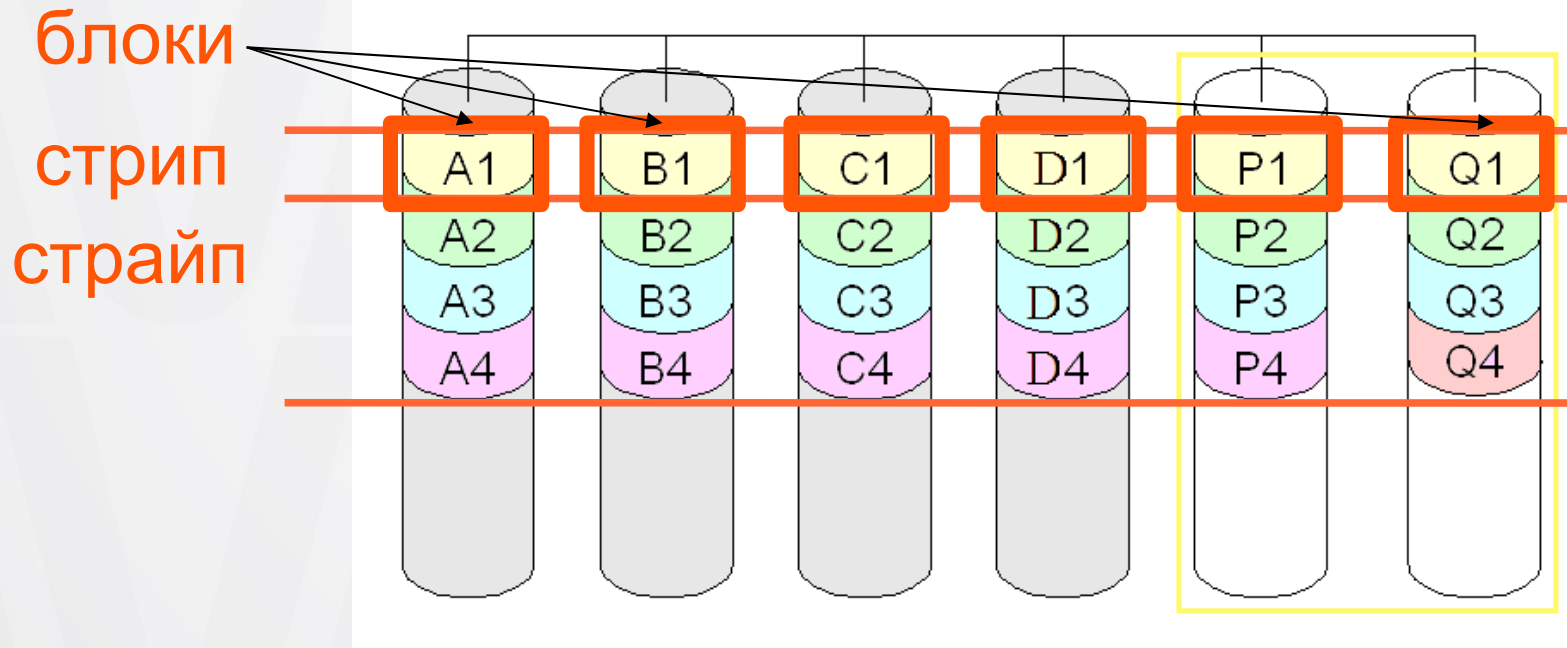 блоки
стрип
страйп
A1 B1 C1 D1 P1 Q1
A2 B2 C2 D2 P2 Q2
A3 B3 C3 D3 P3 Q3
A4 B4 C4 D4 P4 Q4